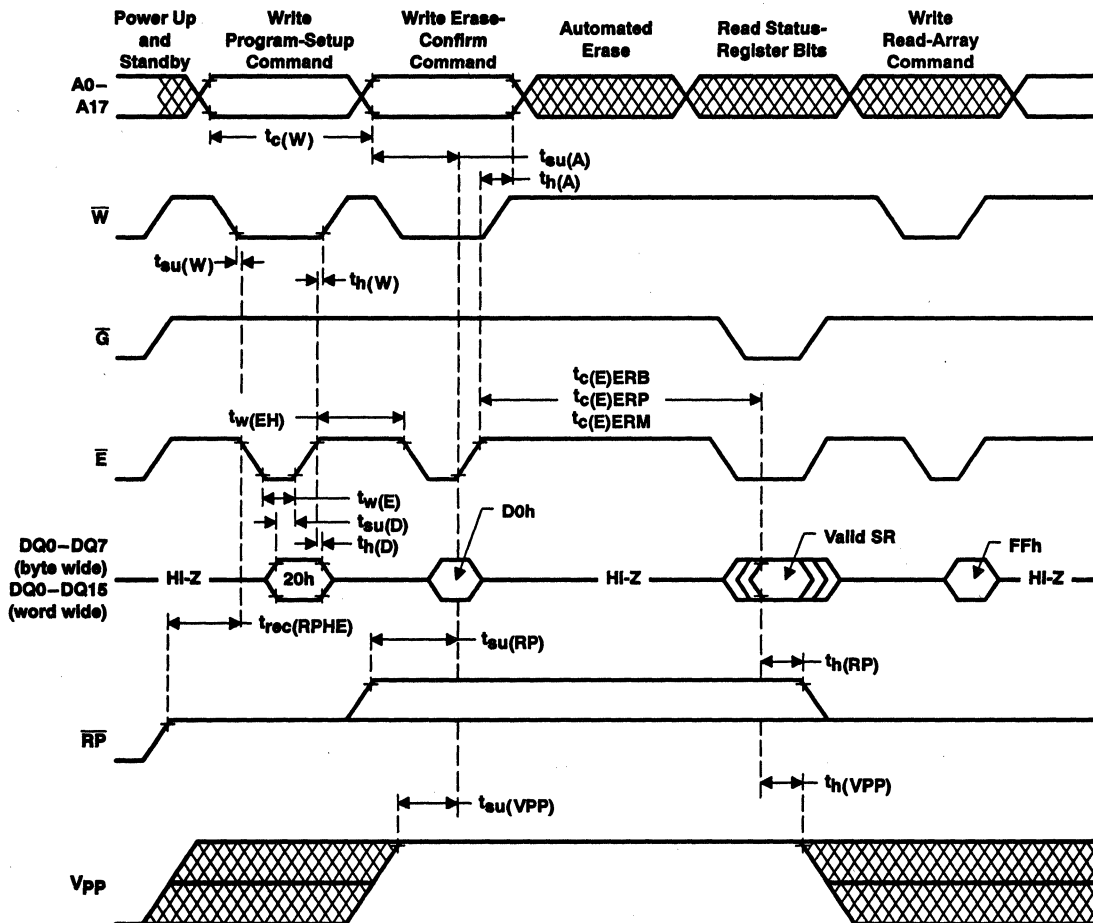 Power Up
and
Standby
Write
Program-Setup
Command
Write Erase-
Confirm
Command
Automated
Erase
Read Status-
Register Bits
Write
Read-Array
Command
A0–
A17
tc(W)
tsu(A)
th(A)
W
tsu(W)
th(W)
G
tc(E)ERB
tc(E)ERP
tc(E)ERM
tw(EH)
E
tw(E)
tsu(D)
th(D)
D0h
Valid SR
FFh
DQ0–DQ7
(byte wide)
DQ0–DQ15
(word wide)
Hi-Z
20h
Hi-Z
Hi-Z
trec(RPHE)
tsu(RP)
th(RP)
RP
tsu(VPP)
th(VPP)
VPP